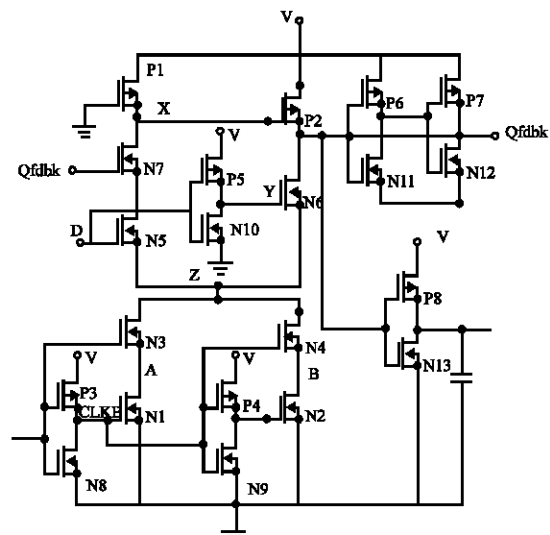 V
P1
X
P2
P6
P7
Qfdbk
V
N7
Qfdbk
P5
Y
N6
N11
N12
D
N5
N10
V
Z
P8
N3
N4
V
A
V
B
N13
P3
CLKB
N1
P4
N2
N8
N9